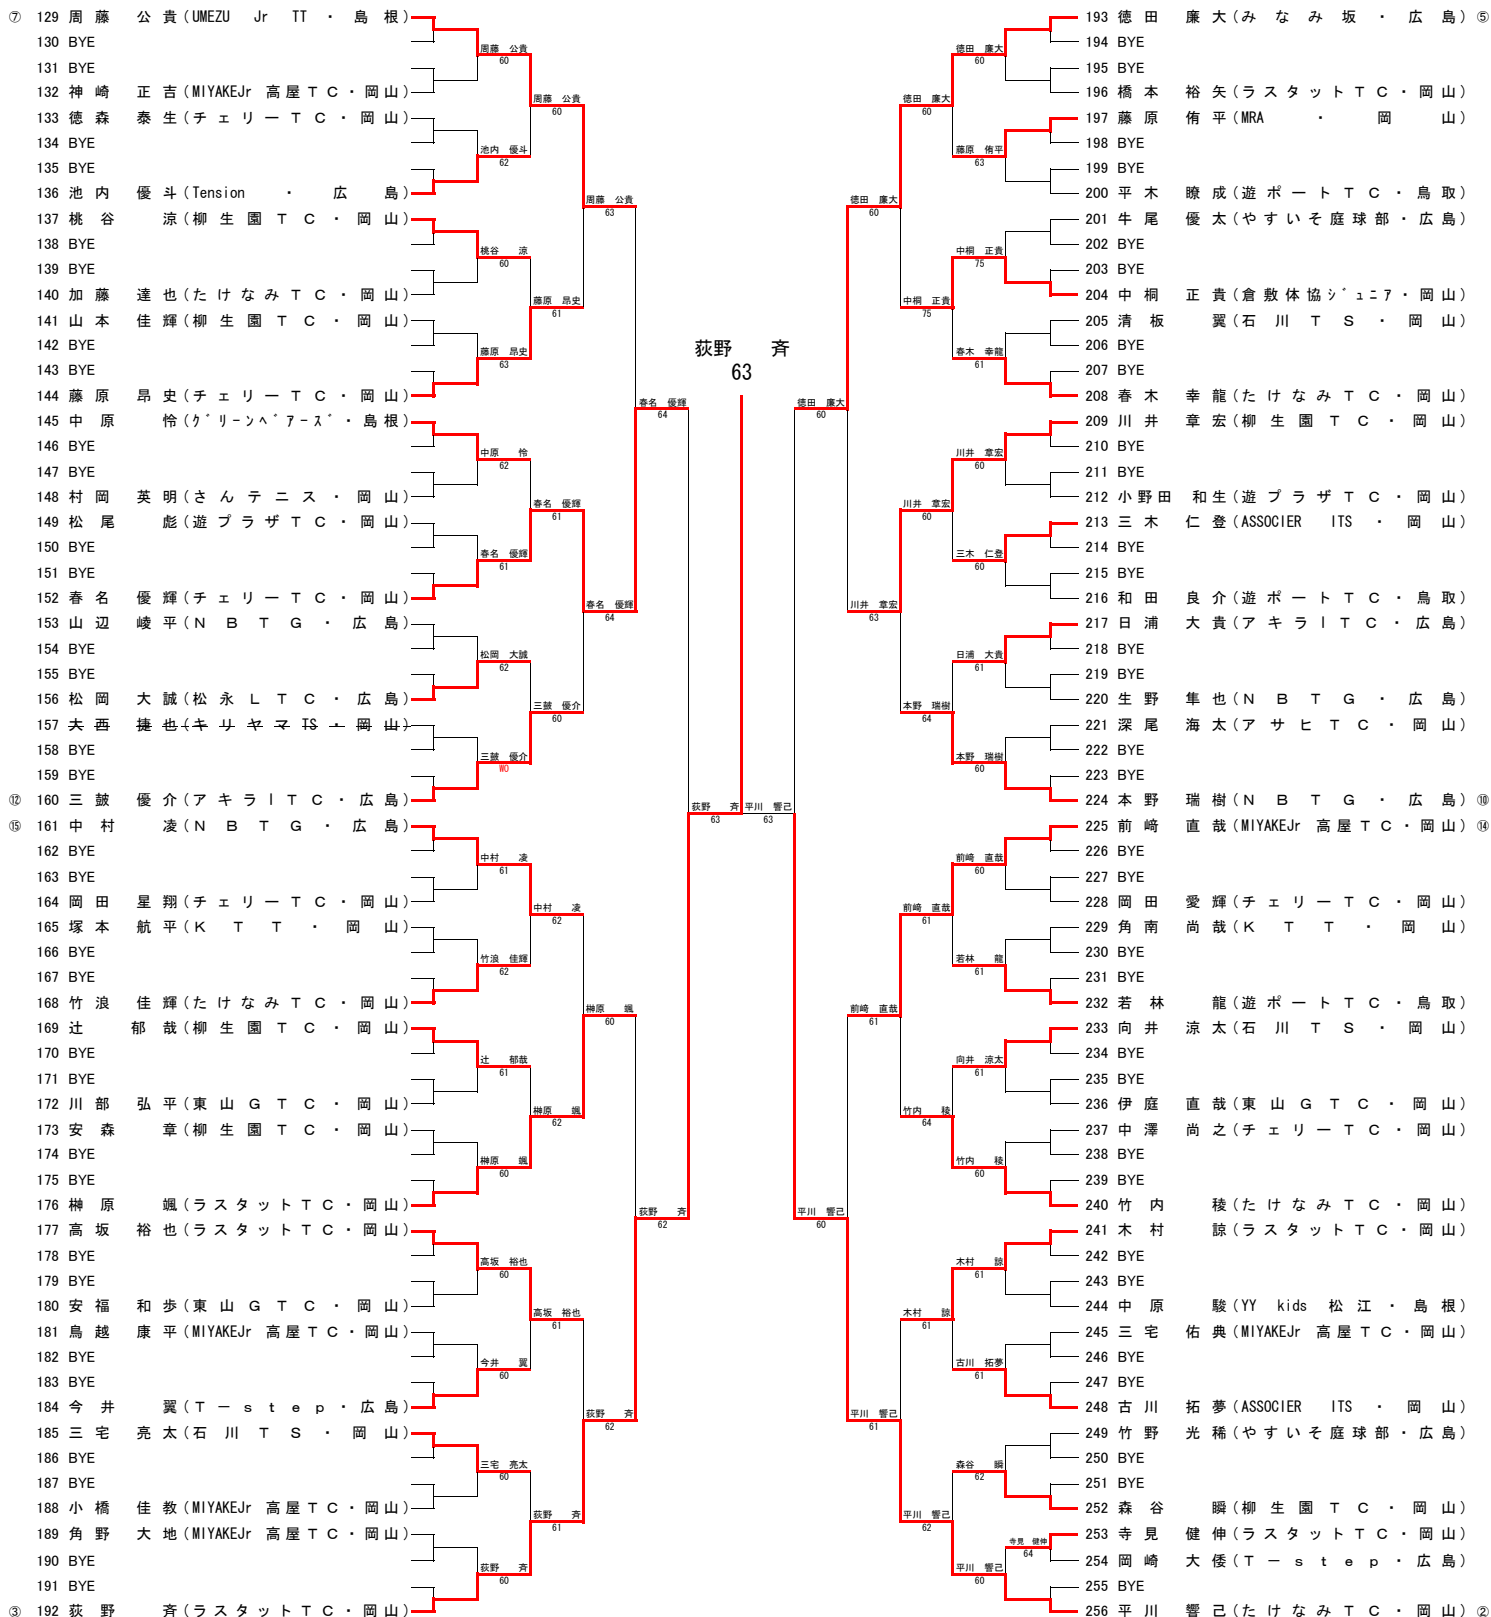 ⑦ 129 周藤 公貴(UMEZU Jr TT・島根)
130 BYE
131 BYE
132 神崎 正吉(MIYAKEJr 高屋TC・岡山)
133 徳森 泰生(チェリーTC・岡山)
134 BYE
135 BYE
136 池内 優斗(Tension・広島)
137 桃谷 涼(柳生園TC・岡山)
138 BYE
139 BYE
140 加藤 達也(たけなみTC・岡山)
141 山本 佳輝(柳生園TC・岡山)
142 BYE
143 BYE
144 藤原 昂史(チェリーTC・岡山)
145 中原 怜(グリーンベアーズ・島根)
146 BYE
147 BYE
148 村岡 英明(さんテニス・岡山)
149 松尾 彪(遊プラザTC・岡山)
150 BYE
151 BYE
152 春名 優輝(チェリーTC・岡山)
153 山辺 崚平(NBTG・広島)
154 BYE
155 BYE
156 松岡 大誠(松永LTC・広島)
157 大西 捷也(キリヤマTS・岡山)
158 BYE
159 BYE
⑫ 160 三皷 優介(アキラITC・広島)
⑮ 161 中村 凌(NBTG・広島)
162 BYE
163 BYE
164 岡田 星翔(チェリーTC・岡山)
165 塚本 航平(KTT・岡山)
166 BYE
167 BYE
168 竹浪 佳輝(たけなみTC・岡山)
169 辻 郁哉(柳生園TC・岡山)
170 BYE
171 BYE
172 川部 弘平(東山GTC・岡山)
173 安森 章(柳生園TC・岡山)
174 BYE
175 BYE
176 榊原 颯(ラスタットTC・岡山)
177 高坂 裕也(ラスタットTC・岡山)
178 BYE
179 BYE
180 安福 和歩(東山GTC・岡山)
181 鳥越 康平(MIYAKEJr 高屋TC・岡山)
182 BYE
183 BYE
184 今井 翼(T-step・広島)
185 三宅 亮太(石川TS・岡山)
186 BYE
187 BYE
188 小橋 佳教(MIYAKEJr 高屋TC・岡山)
189 角野 大地(MIYAKEJr 高屋TC・岡山)
190 BYE
191 BYE
③ 192 荻野 斉(ラスタットTC・岡山)
周藤 公貴
60
池内 優斗
62
桃谷 涼
60
藤原 昂史
63
中原 怜
62
春名 優輝
61
松岡 大誠
62
三皷 優介
WO
中村 凌
61
竹浪 佳輝
62
辻 郁哉
61
榊原 颯
60
高坂 裕也
60
今井 翼
60
三宅 亮太
60
荻野 斉
60
周藤 公貴
60
藤原 昂史
61
春名 優輝
61
三皷 優介
60
中村 凌
62
榊原 颯
62
高坂 裕也
61
荻野 斉
61
周藤 公貴
63
春名 優輝
64
榊原 颯
60
荻野 斉
62
春名 優輝
64
荻野 斉
62
荻野 斉
63
荻野 斉
63
平川 響己
63
徳田 廉大
60
平川 響己
60
徳田 廉大
60
川井 章宏
63
前﨑 直哉
61
平川 響己
61
徳田 廉大
60
中桐 正貴
75
川井 章宏
60
本野 瑞樹
64
前﨑 直哉
61
竹内 稜
64
木村 諒
61
平川 響己
62
徳田 廉大
60
藤原 侑平
63
中桐 正貴
75
春木 幸龍
61
川井 章宏
60
三木 仁登
60
日浦 大貴
61
本野 瑞樹
60
前﨑 直哉
60
若林 龍
61
向井 涼太
61
竹内 稜
60
木村 諒
61
古川 拓夢
61
森谷 瞬
62
平川 響己
60
寺見 健伸
64
193 徳田 廉大(みなみ坂・広島) ⑤
194 BYE
195 BYE
196 橋本 裕矢(ラスタットTC・岡山)
197 藤原 侑平(MRA・岡山)
198 BYE
199 BYE
200 平木 瞭成(遊ポートTC・鳥取)
201 牛尾 優太(やすいそ庭球部・広島)
202 BYE
203 BYE
204 中桐 正貴(倉敷体協ジュニア・岡山)
205 清板 翼(石川TS・岡山)
206 BYE
207 BYE
208 春木 幸龍(たけなみTC・岡山)
209 川井 章宏(柳生園TC・岡山)
210 BYE
211 BYE
212 小野田 和生(遊プラザTC・岡山)
213 三木 仁登(ASSOCIER ITS・岡山)
214 BYE
215 BYE
216 和田 良介(遊ポートTC・鳥取)
217 日浦 大貴(アキラITC・広島)
218 BYE
219 BYE
220 生野 隼也(NBTG・広島)
221 深尾 海太(アサヒTC・岡山)
222 BYE
223 BYE
224 本野 瑞樹(NBTG・広島) ⑩
225 前﨑 直哉(MIYAKEJr 高屋TC・岡山) ⑭
226 BYE
227 BYE
228 岡田 愛輝(チェリーTC・岡山)
229 角南 尚哉(KTT・岡山)
230 BYE
231 BYE
232 若林 龍(遊ポートTC・鳥取)
233 向井 涼太(石川TS・岡山)
234 BYE
235 BYE
236 伊庭 直哉(東山GTC・岡山)
237 中澤 尚之(チェリーTC・岡山)
238 BYE
239 BYE
240 竹内 稜(たけなみTC・岡山)
241 木村 諒(ラスタットTC・岡山)
242 BYE
243 BYE
244 中原 駿(YY kids 松江・島根)
245 三宅 佑典(MIYAKEJr 高屋TC・岡山)
246 BYE
247 BYE
248 古川 拓夢(ASSOCIER ITS・岡山)
249 竹野 光稀(やすいそ庭球部・広島)
250 BYE
251 BYE
252 森谷 瞬(柳生園TC・岡山)
253 寺見 健伸(ラスタットTC・岡山)
254 岡崎 大倭(T-step・広島)
255 BYE
256 平川 響己(たけなみTC・岡山) ②